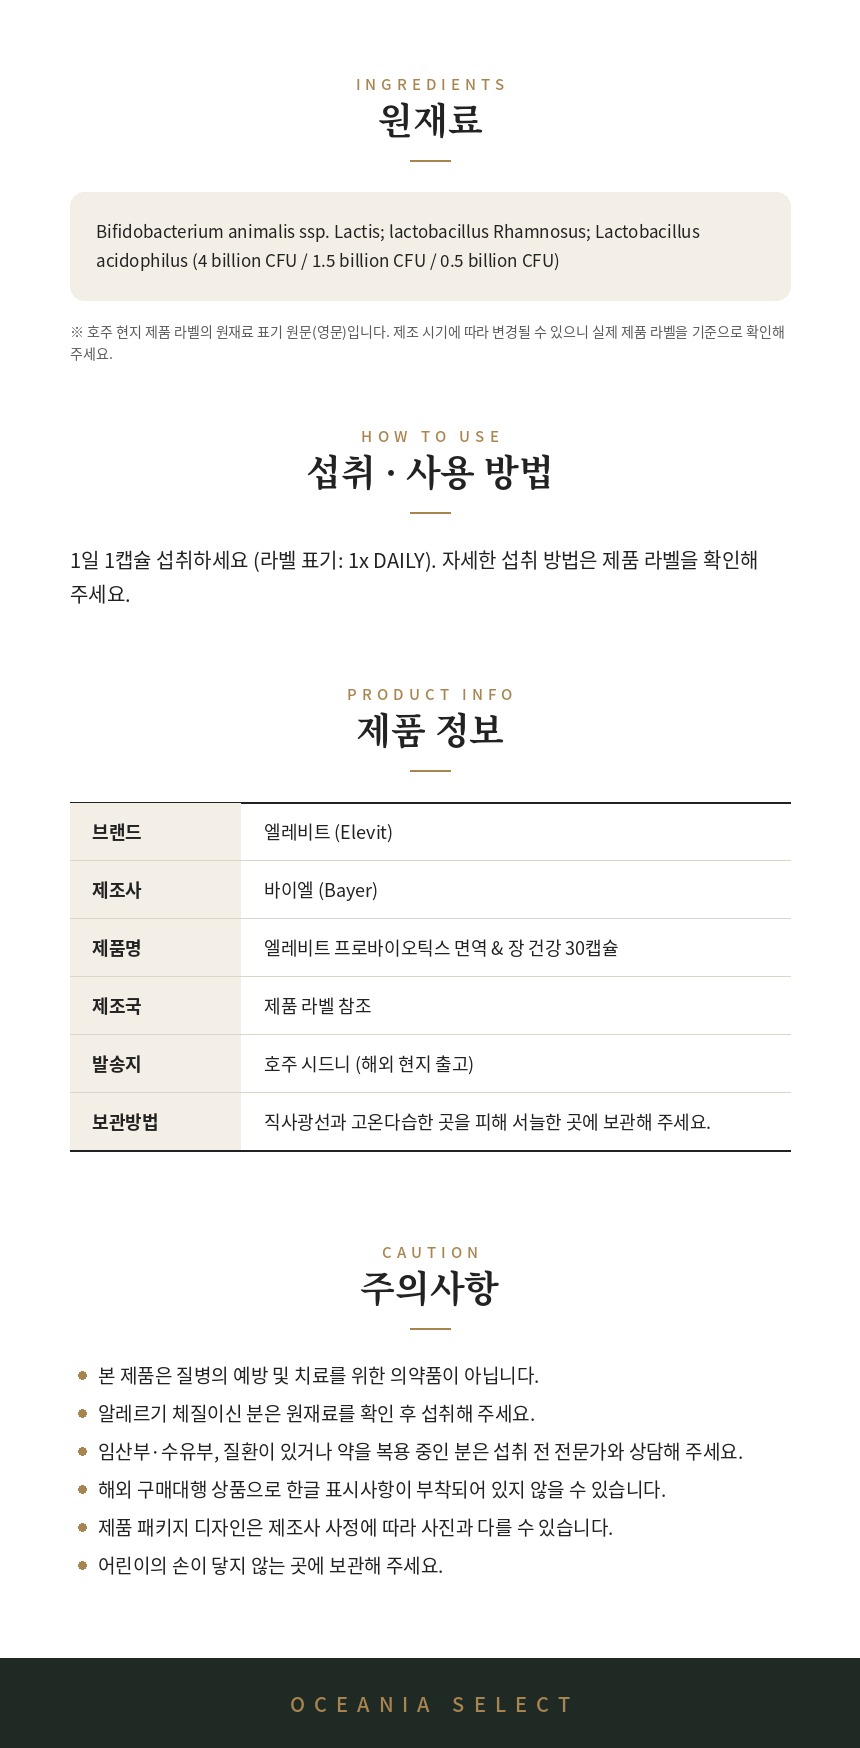 INGREDIENTS
원재료
Bifidobacterium animalis ssp. Lactis; lactobacillus Rhamnosus; Lactobacillus
acidophilus (4 billion CFU / 1.5 billion CFU / 0.5 billion CFU)
※ 호주 현지 제품 라벨의 원재료 표기 원문(영문)입니다. 제조 시기에 따라 변경될 수 있으니 실제 제품 라벨을 기준으로 확인해
주세요.
HOW TO USE
섭취 · 사용 방법
1일 1캡슐 섭취하세요 (라벨 표기: 1x DAILY). 자세한 섭취 방법은 제품 라벨을 확인해
주세요.
PRODUCT INFO
제품 정보
브랜드 엘레비트 (Elevit)
제조사 바이엘 (Bayer)
제품명 엘레비트 프로바이오틱스 면역 & 장 건강 30캡슐
제조국 제품 라벨 참조
발송지 호주 시드니 (해외 현지 출고)
보관방법 직사광선과 고온다습한 곳을 피해 서늘한 곳에 보관해 주세요.
CAUTION
주의사항
본 제품은 질병의 예방 및 치료를 위한 의약품이 아닙니다.
알레르기 체질이신 분은 원재료를 확인 후 섭취해 주세요.
임산부·수유부, 질환이 있거나 약을 복용 중인 분은 섭취 전 전문가와 상담해 주세요.
해외 구매대행 상품으로 한글 표시사항이 부착되어 있지 않을 수 있습니다.
제품 패키지 디자인은 제조사 사정에 따라 사진과 다를 수 있습니다.
어린이의 손이 닿지 않는 곳에 보관해 주세요.
OCEANIA SELECT